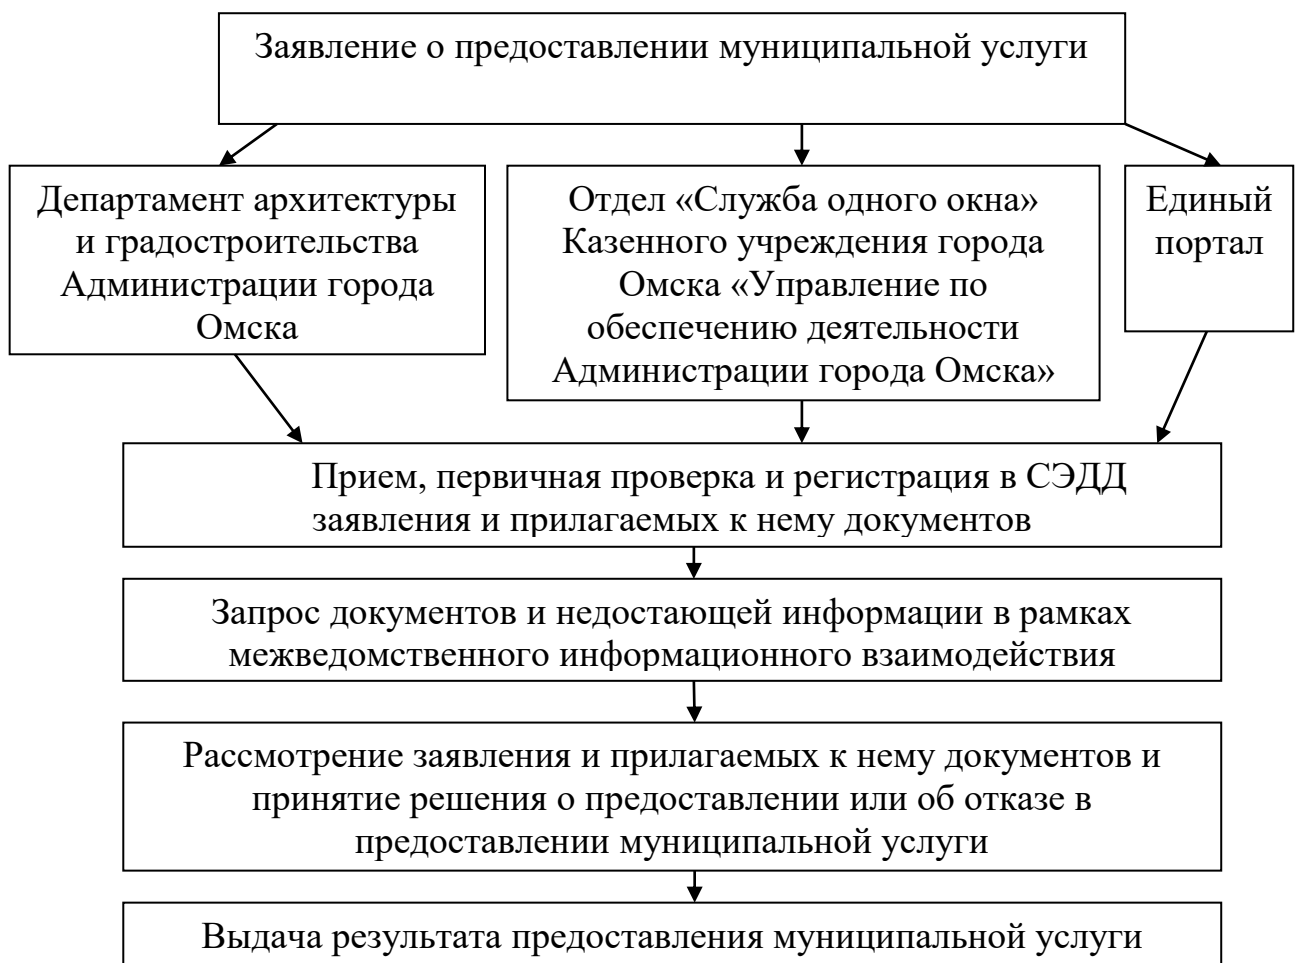 Заявление о предоставлении муниципальной услуги
Департамент архитектуры
и градостроительства
Администрации города
Омска
Отдел «Служба одного окна»
Казенного учреждения города
Омска «Управление по
обеспечению деятельности
Администрации города Омска»
Единый
портал
Прием, первичная проверка и регистрация в СЭДД
заявления и прилагаемых к нему документов
Запрос документов и недостающей информации в рамках
межведомственного информационного взаимодействия
Рассмотрение заявления и прилагаемых к нему документов и
принятие решения о предоставлении или об отказе в
предоставлении муниципальной услуги
Выдача результата предоставления муниципальной услуги